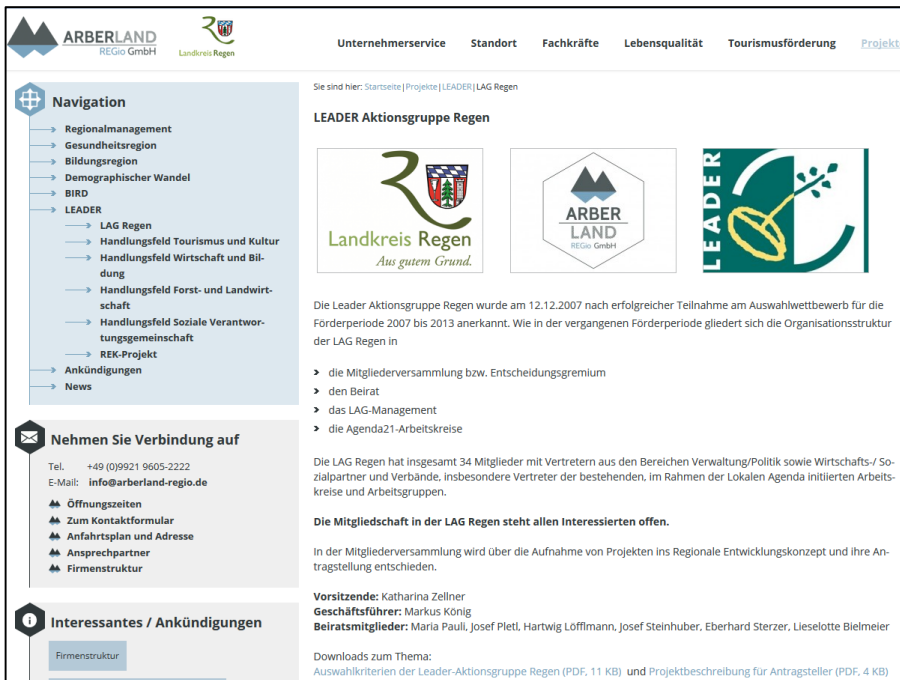 ARBERLAND
REGio GmbH
Landkreis Regen
Unternehmerservice Standort Fachkräfte Lebensqualität Tourismusförderung Projekt
Navigation
Regionalmanagement
Gesundheitsregion
Bildungsregion
Demographischer Wandel
BIRD
LEADER
LAG Regen
Handlungsfeld Tourismus und Kultur
Handlungsfeld Wirtschaft und Bil-
dung
Handlungsfeld Forst- und Landwirt-
schaft
Handlungsfeld Soziale Verantwor-
tungsgemeinschaft
REK-Projekt
Ankündigungen
News
Nehmen Sie Verbindung auf
Tel. +49 (0)9921 9605-2222
E-Mail: info@arberland-regio.de
Öffnungszeiten
Zum Kontaktformular
Anfahrtsplan und Adresse
Ansprechpartner
Firmenstruktur
Interessantes / Ankündigungen
Firmenstruktur
Sie sind hier: Startseite|Projekte|LEADER|LAG Regen
LEADER Aktionsgruppe Regen
Landkreis Regen
Aus gutem Grund.
ARBER
LAND
REGio GmbH
LEADER
Die Leader Aktionsgruppe Regen wurde am 12.12.2007 nach erfolgreicher Teilnahme am Auswahlwettbewerb für die
Förderperiode 2007 bis 2013 anerkannt. Wie in der vergangenen Förderperiode gliedert sich die Organisationsstruktur
der LAG Regen in
die Mitgliederversammlung bzw. Entscheidungsgremium
den Beirat
das LAG-Management
die Agenda21-Arbeitskreise
Die LAG Regen hat insgesamt 34 Mitglieder mit Vertretern aus den Bereichen Verwaltung/Politik sowie Wirtschafts-/ So-
zialpartner und Verbände, insbesondere Vertreter der bestehenden, im Rahmen der Lokalen Agenda initiierten Arbeits-
kreise und Arbeitsgruppen.
Die Mitgliedschaft in der LAG Regen steht allen Interessierten offen.
In der Mitgliederversammlung wird über die Aufnahme von Projekten ins Regionale Entwicklungskonzept und ihre An-
tragstellung entschieden.
Vorsitzende: Katharina Zellner
Geschäftsführer: Markus König
Beiratsmitglieder: Maria Pauli, Josef Pletl, Hartwig Löfflmann, Josef Steinhuber, Eberhard Sterzer, Lieselotte Bielmeier
Downloads zum Thema:
Auswahlkriterien der Leader-Aktionsgruppe Regen (PDF, 11 KB) und Projektbeschreibung für Antragsteller (PDF, 4 KB)